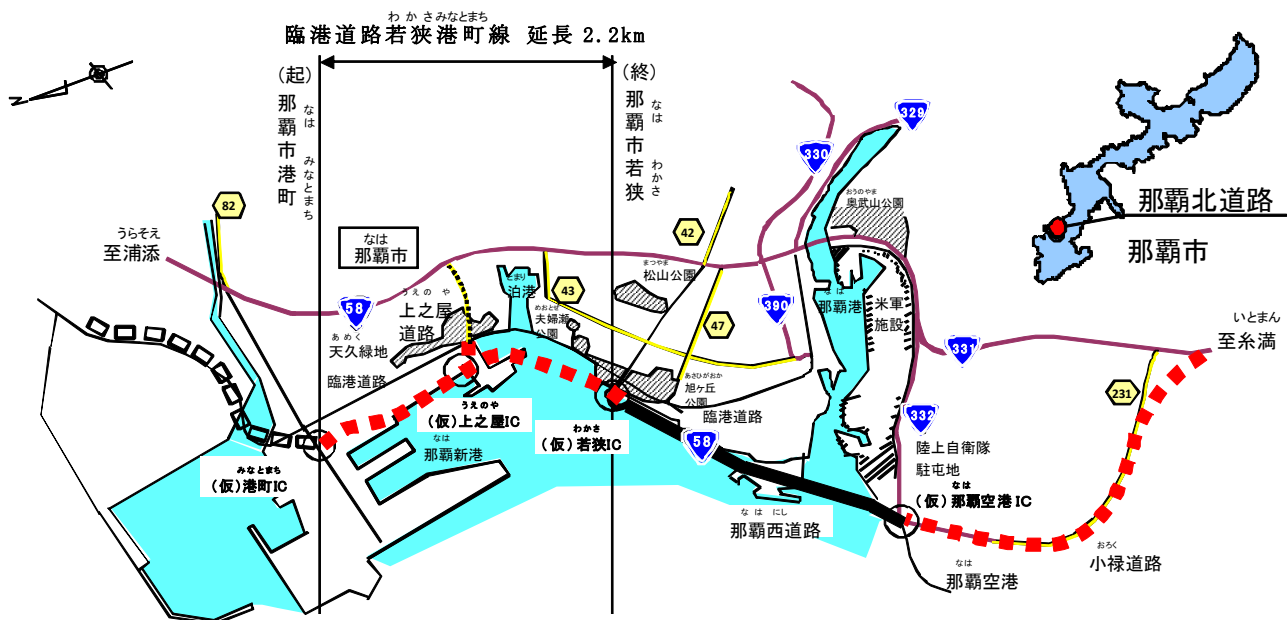 わかさみなとまち
臨港道路若狭港町線 延長 2.2km
N
(起)
那覇市港町
なは みなとまち
(終)
那覇市若狭
なは わかさ
329
330
おうのやま
奥武山公園
那覇北道路
那覇市
82
うらそえ
至浦添
なは
那覇市
42
まつやま
松山公園
58
うえのや
上之屋
道路
とまり
泊港
43
めおとせ
夫婦瀬
公園
47
390
なは
那覇港
米軍
施設
331
いとまん
至糸満
あめく
天久緑地
臨港道路
あさひがおか
旭ヶ丘
公園
臨港道路
231
332
陸上自衛隊
駐屯地
うえのや
(仮)上之屋IC
わかさ
(仮)若狭IC
58
なは
那覇新港
みなとまち
(仮)港町IC
なは
(仮)那覇空港IC
なは にし
那覇西道路
おろく
小禄道路
なは
那覇空港